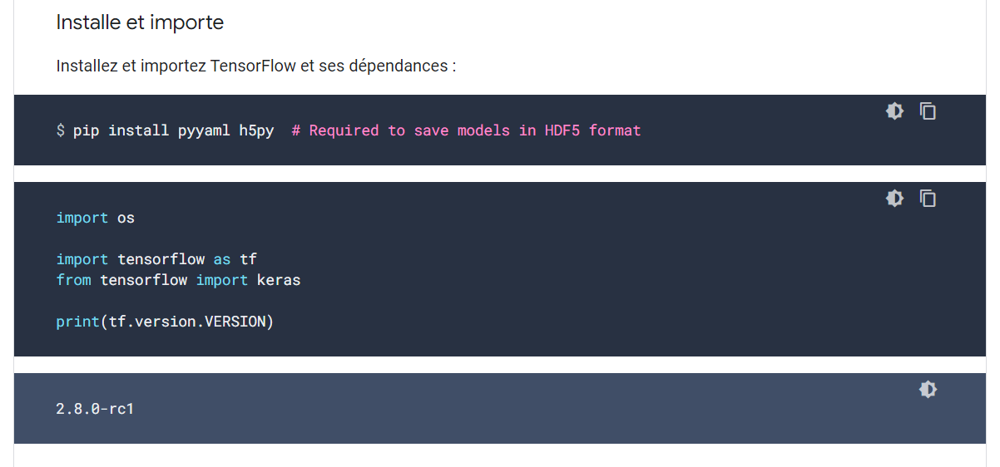 Installe et importe
Installez et importez TensorFlow et ses dépendances :
$ pip install pyyaml h5py  # Required to save models in HDF5 format
import os
import tensorflow as tf
from tensorflow import keras
print(tf.version.VERSION)
2.8.0-rc1